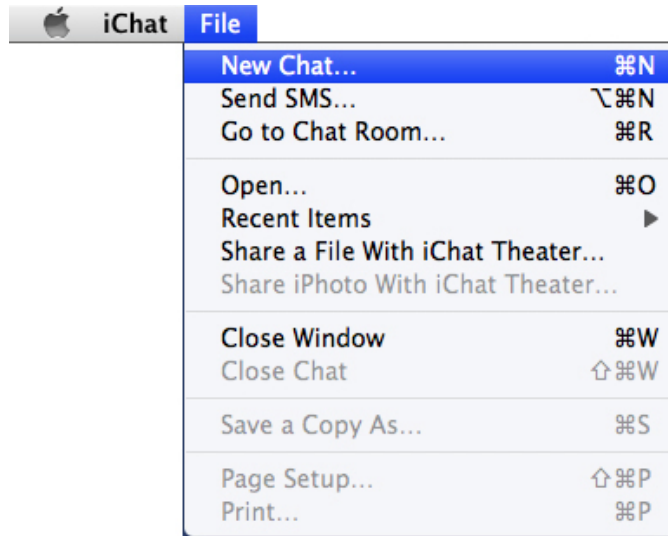 iChat File
New Chat... ⌘N
Send SMS... ⌥⌘N
Go to Chat Room... ⌘R
Open... ⌘O
Recent Items ▶
Share a File With iChat Theater...
Share iPhoto With iChat Theater...
Close Window ⌘W
Close Chat ⇧⌘W
Save a Copy As... ⌘S
Page Setup... ⇧⌘P
Print... ⌘P